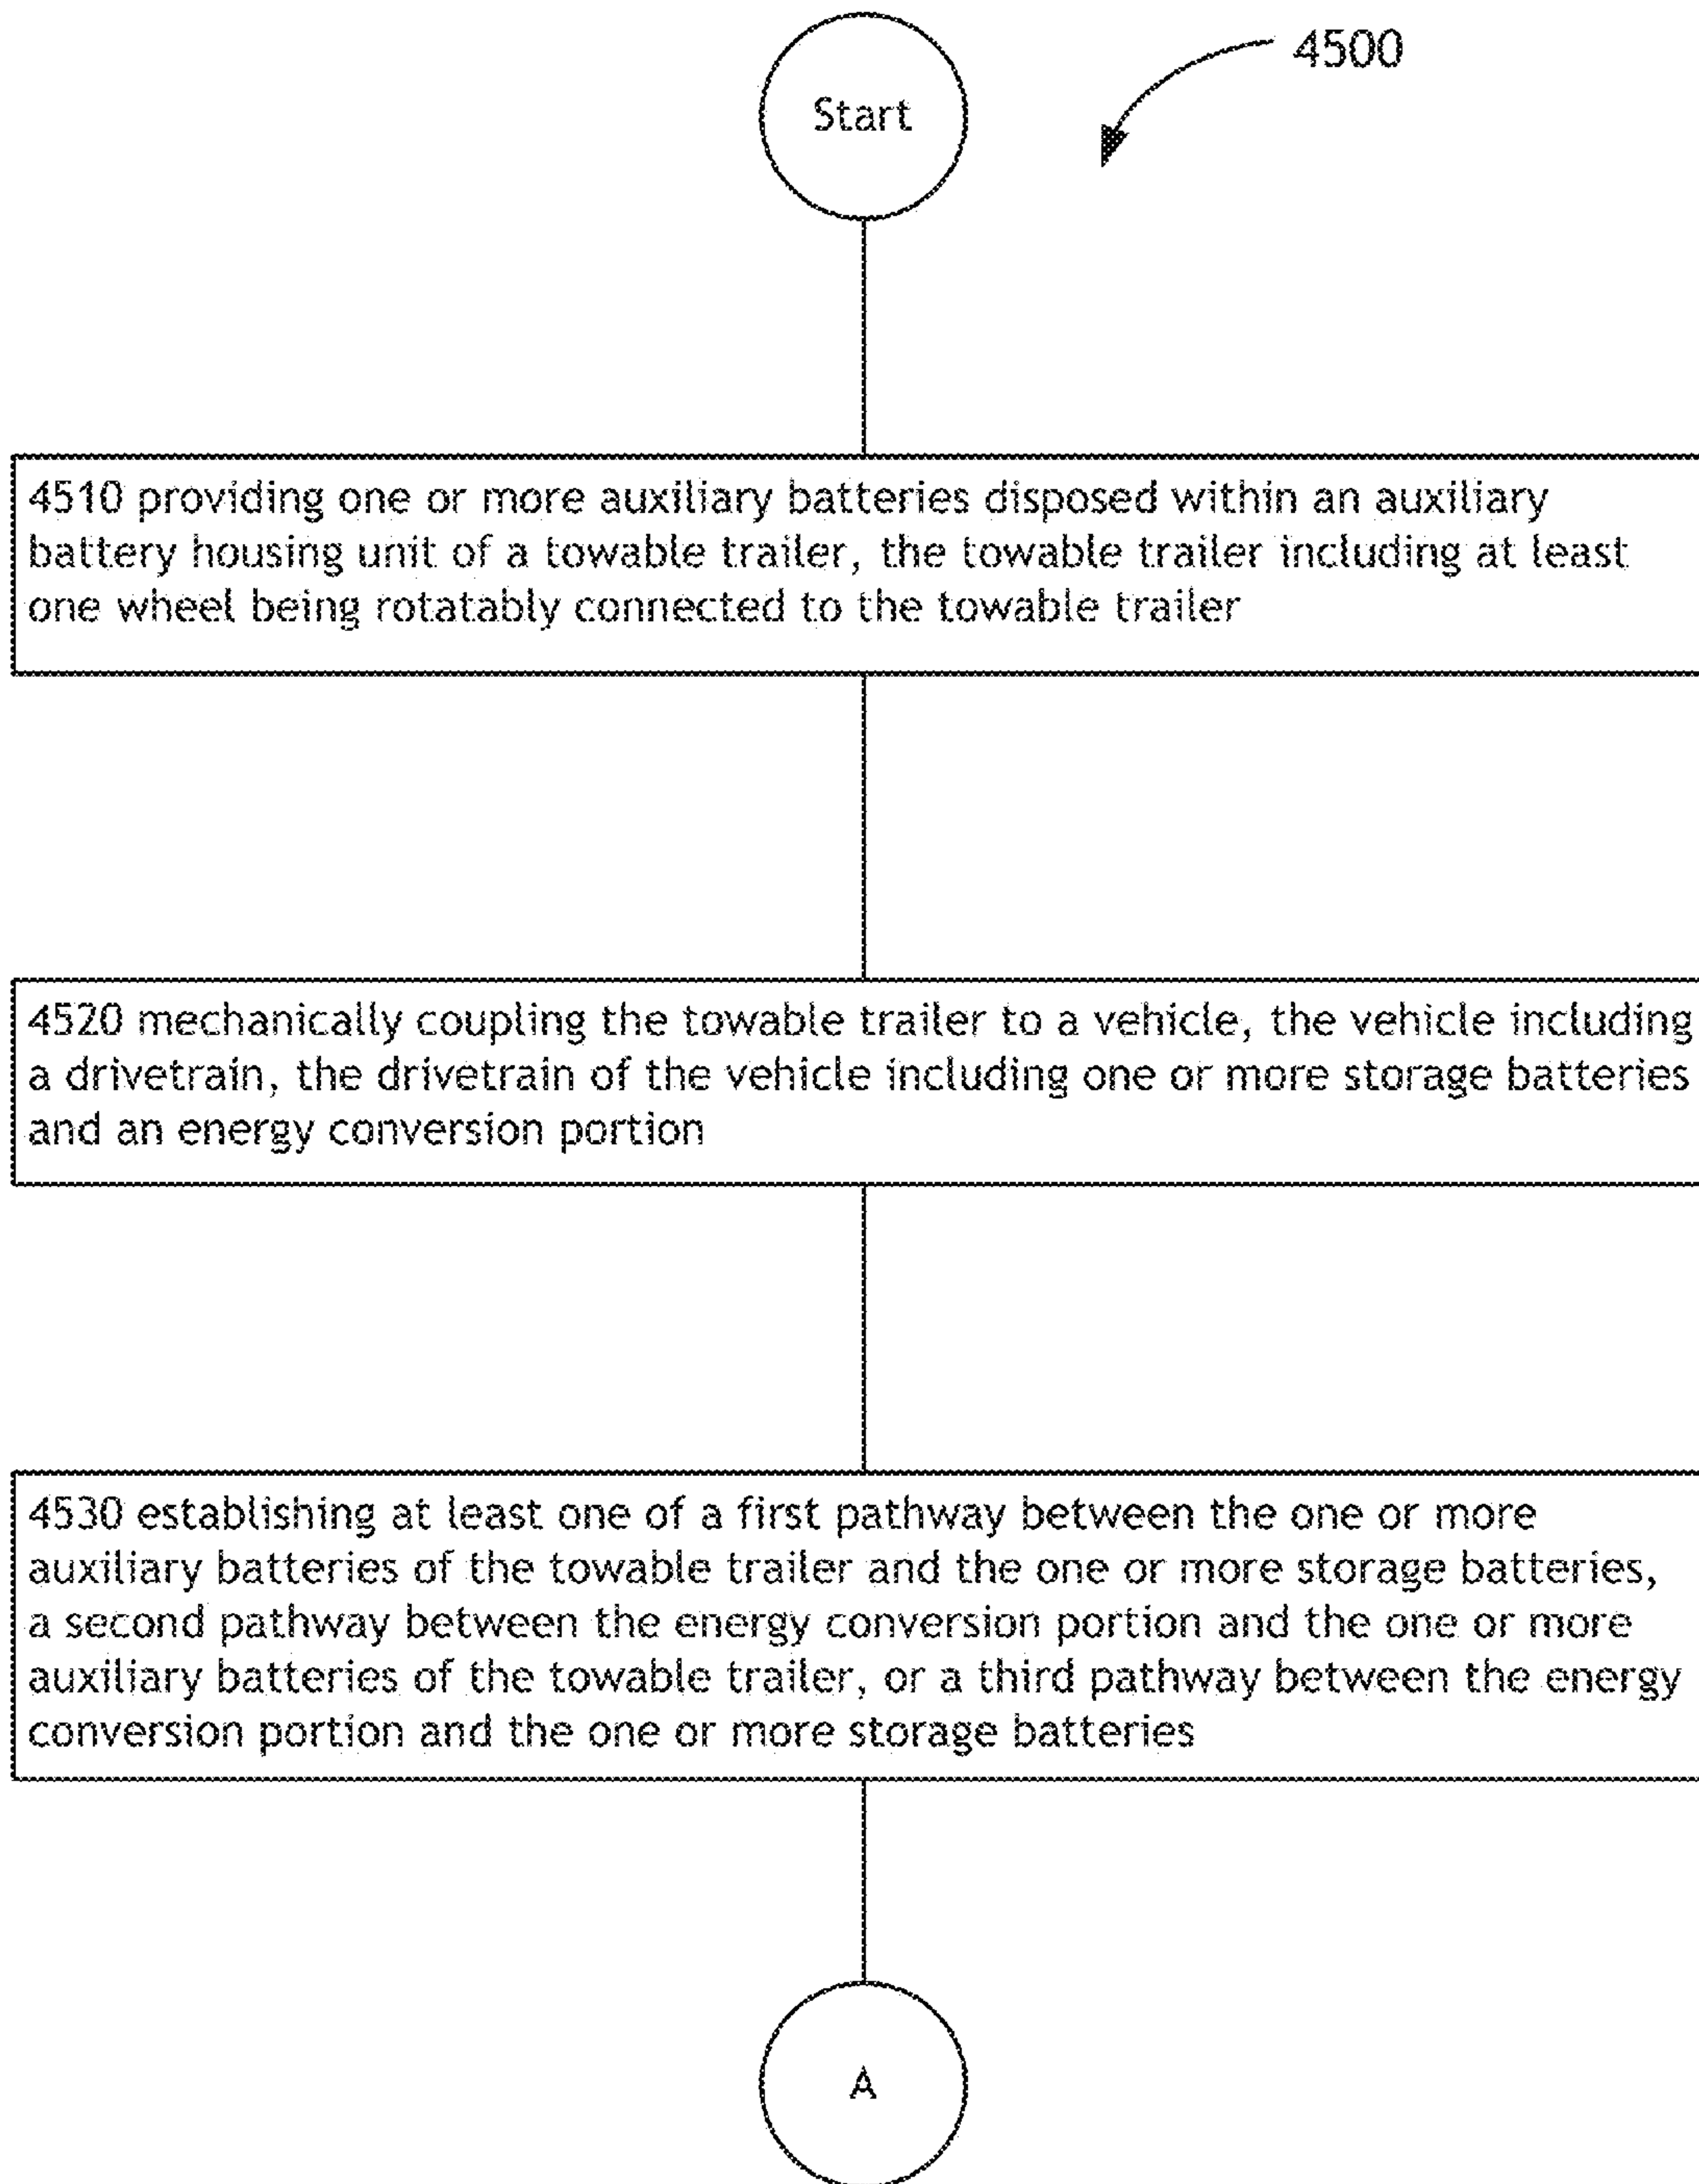 Start
4500
4510 providing one or more auxiliary batteries disposed within an auxiliary
battery housing unit of a towable trailer, the towable trailer including at least
one wheel being rotatably connected to the towable trailer
4520 mechanically coupling the towable trailer to a vehicle, the vehicle including
a drivetrain, the drivetrain of the vehicle including one or more storage batteries
and an energy conversion portion
4530 establishing at least one of a first pathway between the one or more
auxiliary batteries of the towable trailer and the one or more storage batteries,
a second pathway between the energy conversion portion and the one or more
auxiliary batteries of the towable trailer, or a third pathway between the energy
conversion portion and the one or more storage batteries
A